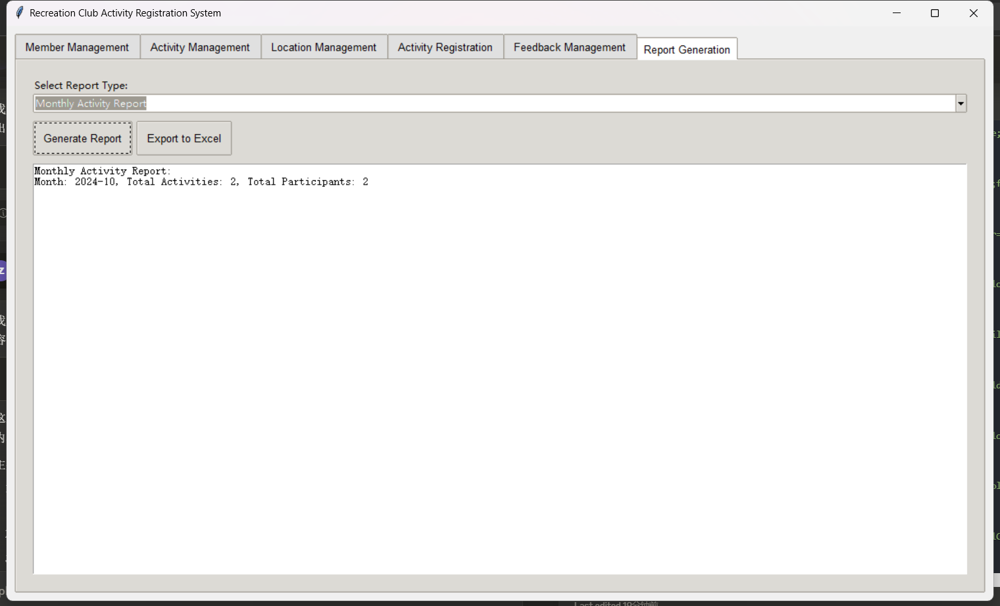 Recreation Club Activity Registration System
Member Management Activity Management Location Management Activity Registration Feedback Management Report Generation
Select Report Type:
Monthly Activity Report
Generate Report Export to Excel
Monthly Activity Report:
Month: 2024-10, Total Activities: 2, Total Participants: 2